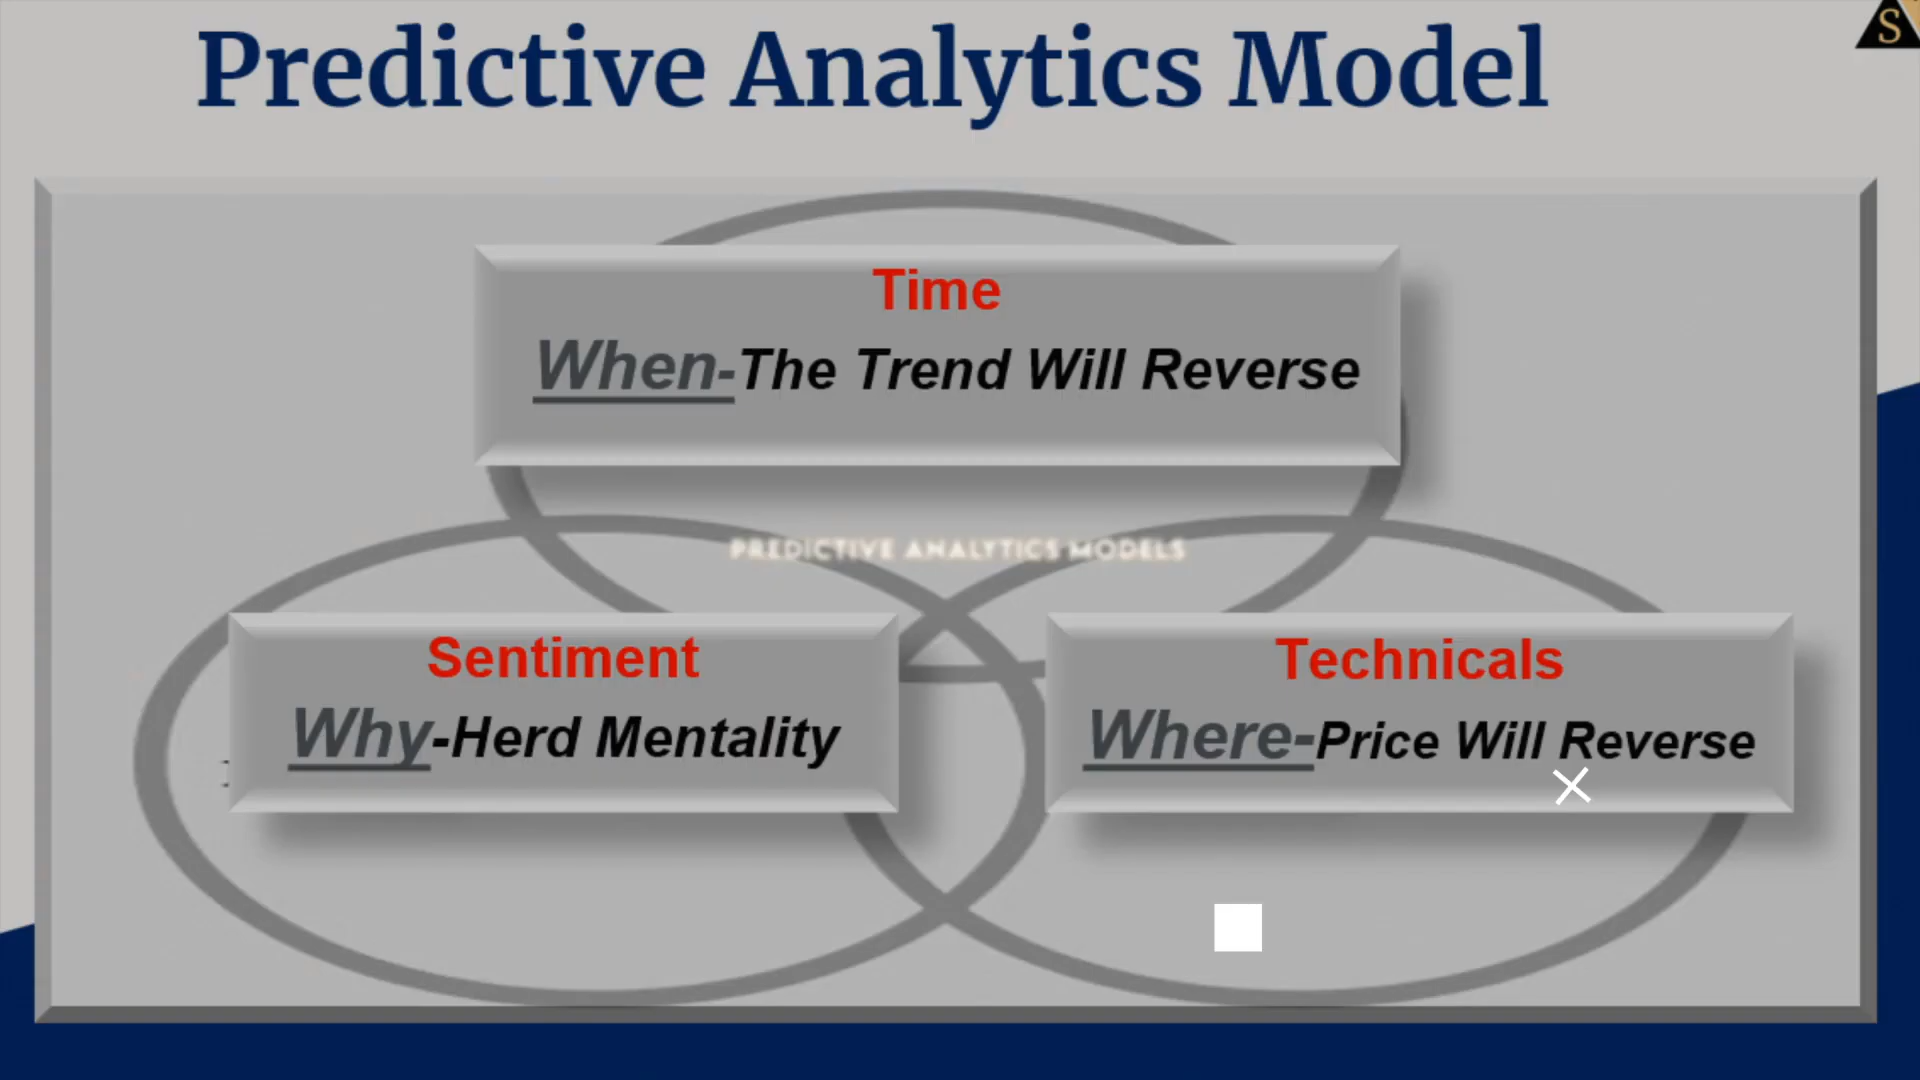 Predictive Analytics Model
S
Time
When-The Trend Will Reverse
PREDICTIVE ANALYTICS MODELS
Sentiment
Why-Herd Mentality
Technicals
Where-Price Will Reverse